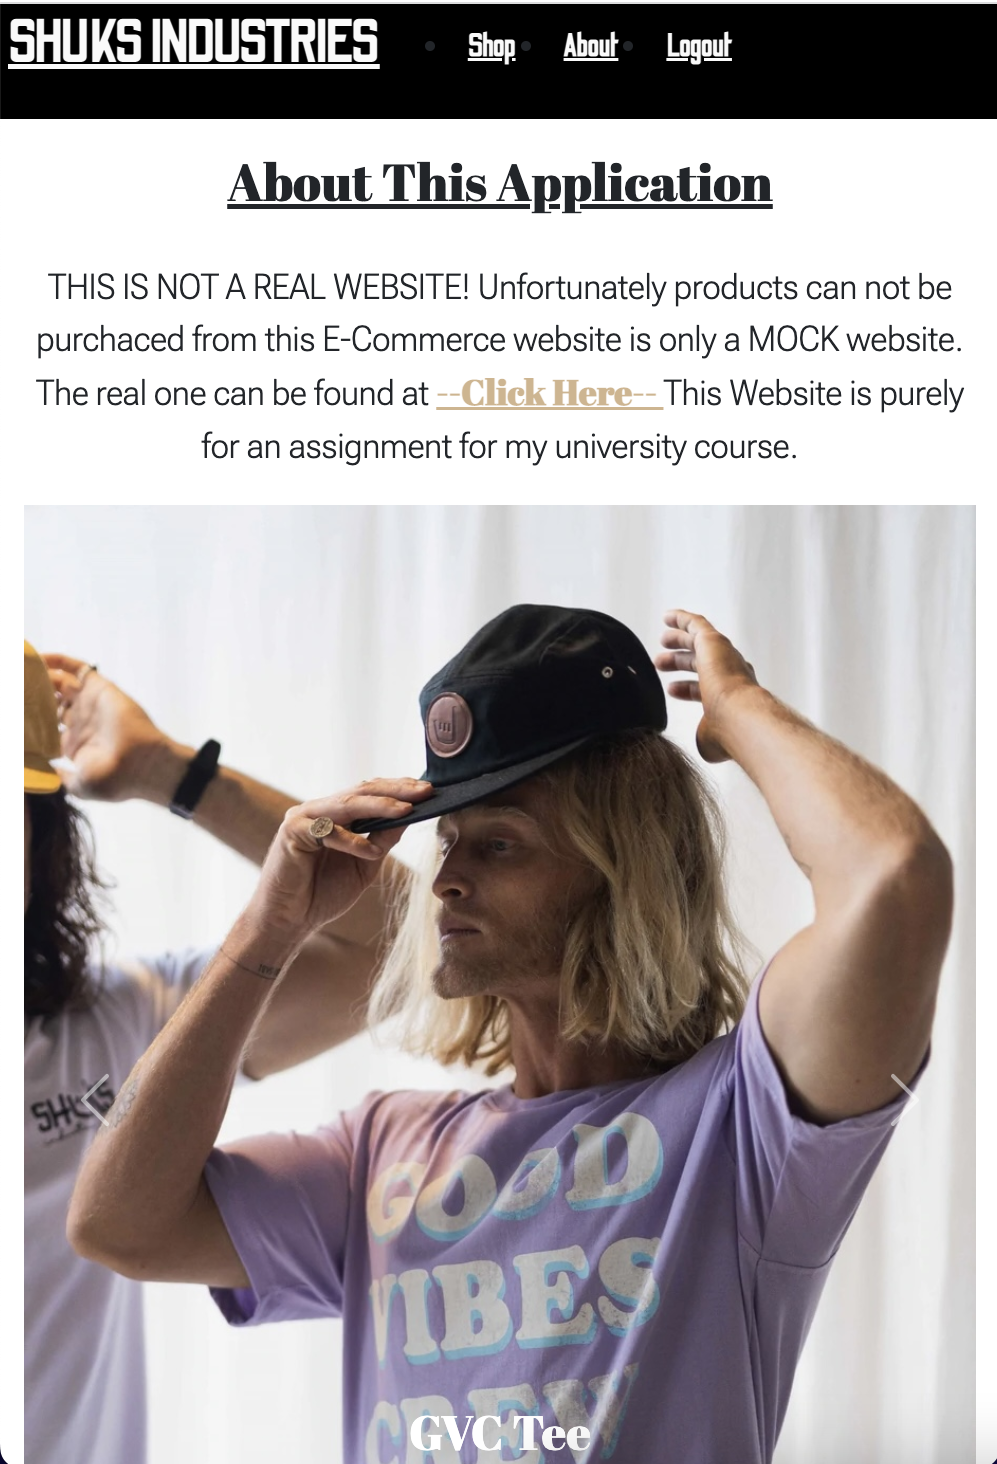 SHUKS INDUSTRIES
Shop
About
Logout
About This Application
THIS IS NOT A REAL WEBSITE! Unfortunately products can not be
purchaced from this E-Commerce website is only a MOCK website.
The real one can be found at --Click Here-- This Website is purely
for an assignment for my university course.
SHUKS
GOOD
VIBES
CREW
GVC Tee